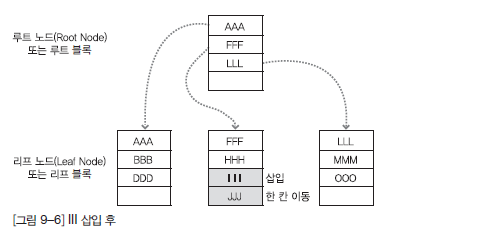 루트 노드(Root Node)
또는 루트 블록
AAA
FFF
LLL
리프 노드(Leaf Node)
또는 리프 블록
AAA
BBB
DDD
FFF
HHH
III 삽입
JJJ 한 칸 이동
LLL
MMM
OOO
[그림 9-6] III 삽입 후